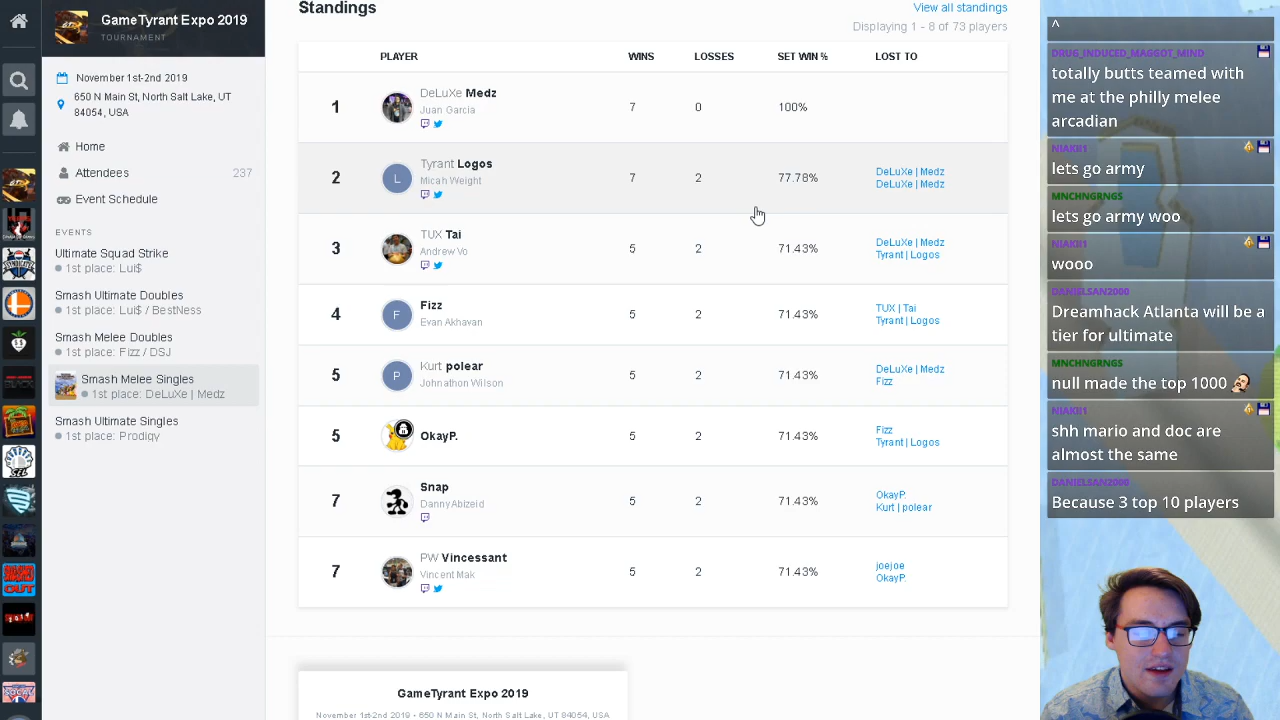 GameTyrant Expo 2019
TOURNAMENT
November 1st-2nd 2019
650 N Main St, North Salt Lake, UT
84054, USA
Home
Attendees 237
Event Schedule
EVENTS
Ultimate Squad Strike
1st place: Lui$
Smash Ultimate Doubles
1st place: Lui$ / BestNess
Smash Melee Doubles
1st place: Fizz / DSJ
Smash Melee Singles
1st place: DeLuXe | Medz
Smash Ultimate Singles
1st place: Prodigy
Standings
View all standings
Displaying 1 - 8 of 73 players
PLAYER WINS LOSSES SET WIN % LOST TO
1 DeLuXe Medz 7 0 100%
Juan Garcia
2 L Tyrant Logos 7 2 77.78% DeLuXe | Medz
Micah Weight DeLuXe | Medz
3 TUX Tai 5 2 71.43% DeLuXe | Medz
Andrew Vo Tyrant | Logos
4 F Fizz 5 2 71.43% TUX | Tai
Evan Akhavan Tyrant | Logos
5 P Kurt polear 5 2 71.43% DeLuXe | Medz
Johnathon Wilson Fizz
5 OkayP. 5 2 71.43% Fizz
Tyrant | Logos
7 Snap 5 2 71.43% OkayP.
Danny Abizeid Kurt | polear
7 PW Vincessant 5 2 71.43% joejoe
Vincent Mak OkayP.
GameTyrant Expo 2019
November 1st-2nd 2019 • 650 N Main St, North Salt Lake, UT 84054, USA
^
DRUG_INDUCED_MAGGOT_MIND
totally butts teamed with
me at the philly melee
arcadian
NIAKII1
lets go army
MNCHNGRNGS
lets go army woo
NIAKII1
wooo
DANIELSAN2000
Dreamhack Atlanta will be a
tier for ultimate
MNCHNGRNGS
null made the top 1000
NIAKII1
shh mario and doc are
almost the same
DANIELSAN2000
Because 3 top 10 players